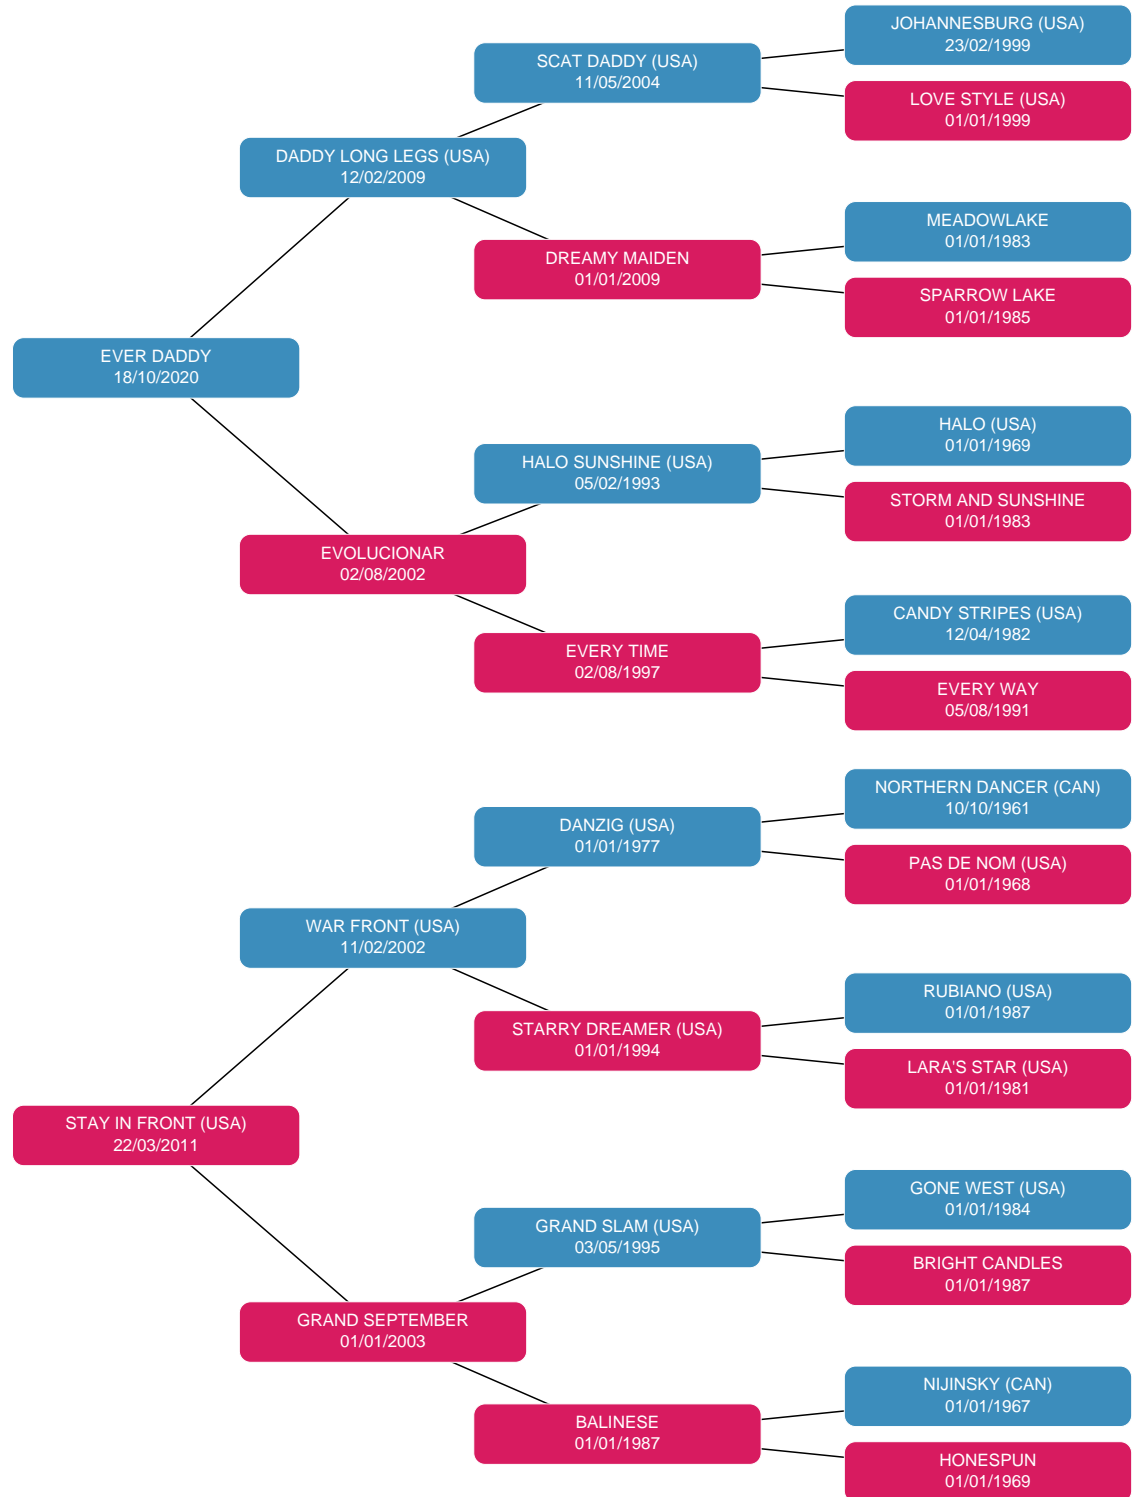 JOHANNESBURG (USA)
23/02/1999
SCAT DADDY (USA)
11/05/2004
LOVE STYLE (USA)
01/01/1999
DADDY LONG LEGS (USA)
12/02/2009
MEADOWLAKE
01/01/1983
DREAMY MAIDEN
01/01/2009
SPARROW LAKE
01/01/1985
EVER DADDY
18/10/2020
HALO (USA)
01/01/1969
HALO SUNSHINE (USA)
05/02/1993
STORM AND SUNSHINE
01/01/1983
EVOLUCIONAR
02/08/2002
CANDY STRIPES (USA)
12/04/1982
EVERY TIME
02/08/1997
EVERY WAY
05/08/1991
NORTHERN DANCER (CAN)
10/10/1961
DANZIG (USA)
01/01/1977
PAS DE NOM (USA)
01/01/1968
WAR FRONT (USA)
11/02/2002
RUBIANO (USA)
01/01/1987
STARRY DREAMER (USA)
01/01/1994
LARA'S STAR (USA)
01/01/1981
STAY IN FRONT (USA)
22/03/2011
GONE WEST (USA)
01/01/1984
GRAND SLAM (USA)
03/05/1995
BRIGHT CANDLES
01/01/1987
GRAND SEPTEMBER
01/01/2003
NIJINSKY (CAN)
01/01/1967
BALINESE
01/01/1987
HONESPUN
01/01/1969